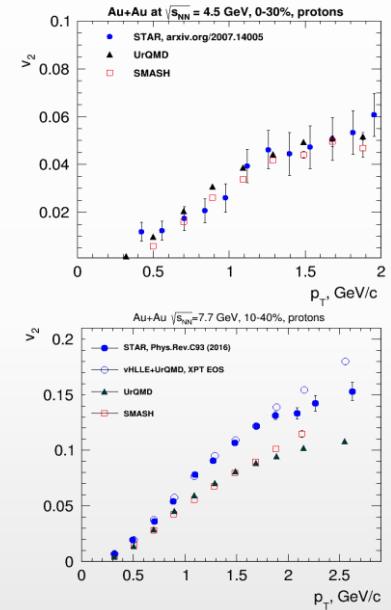 Au+Au at √sNN = 4.5 GeV, 0-30%, protons
v2
0.1
0.08
0.06
0.04
0.02
STAR, arxiv.org/2007.14005
UrQMD
SMASH
0 0.5 1 1.5 2
pT, GeV/c
Au+Au √sNN=7.7 GeV, 10-40%, protons
v2
0.2
0.15
0.1
0.05
0
STAR, Phys.Rev.C93 (2016)
vHLLE+UrQMD, XPT EOS
UrQMD
SMASH
0 0.5 1 1.5 2 2.5
pT, GeV/c